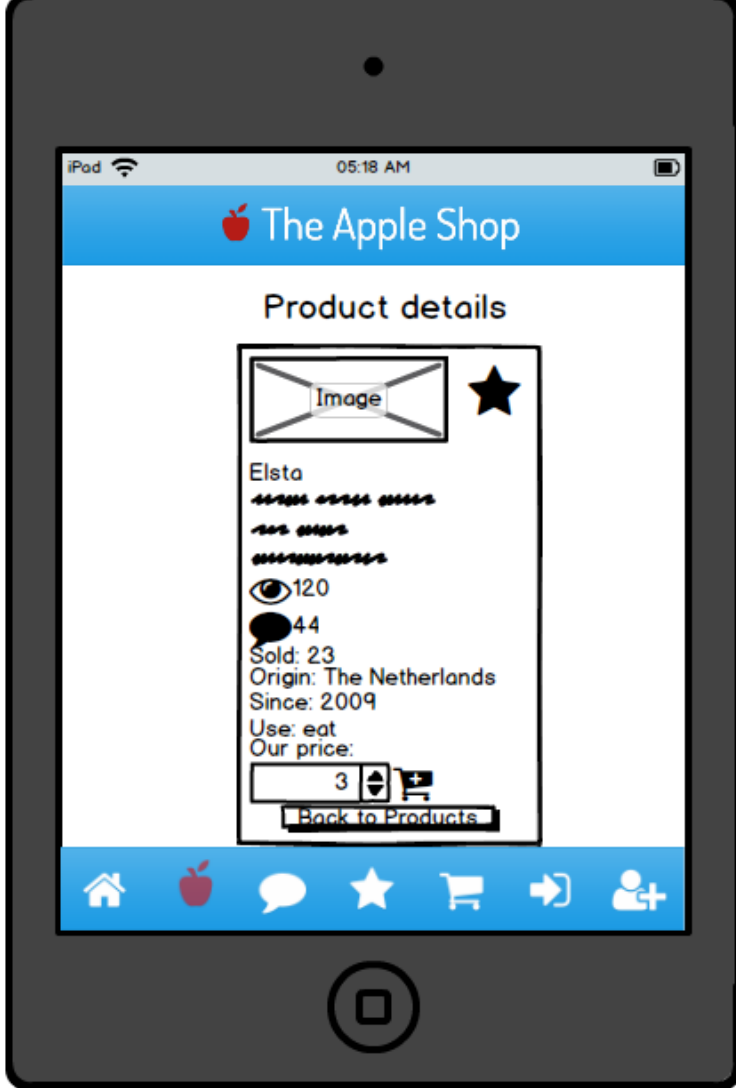 iPad 05:18 AM
The Apple Shop
Product details
Image
Elsta
120
44
Sold: 23
Origin: The Netherlands
Since: 2009
Use: eat
Our price:
3
Back to Products